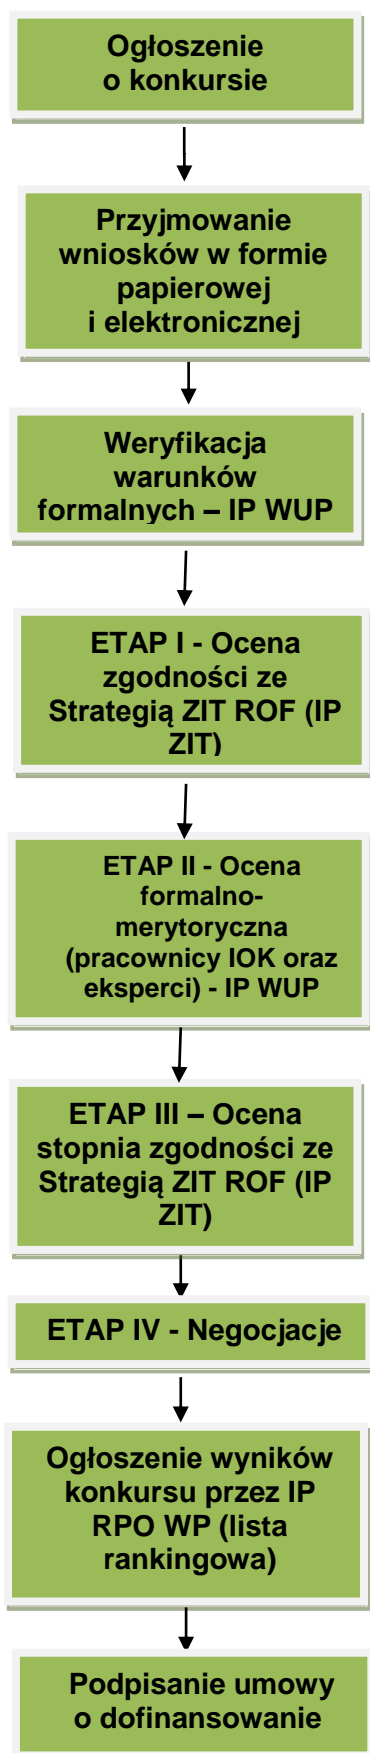 Ogłoszenie
o konkursie
Przyjmowanie
wniosków w formie
papierowej
i elektronicznej
Weryfikacja
warunków
formalnych – IP WUP
ETAP I - Ocena
zgodności ze
Strategią ZIT ROF (IP
ZIT)
ETAP II - Ocena
formalno-
merytoryczna
(pracownicy IOK oraz
eksperci) - IP WUP
ETAP III – Ocena
stopnia zgodności ze
Strategią ZIT ROF (IP
ZIT)
ETAP IV - Negocjacje
Ogłoszenie wyników
konkursu przez IP
RPO WP (lista
rankingowa)
Podpisanie umowy
o dofinansowanie